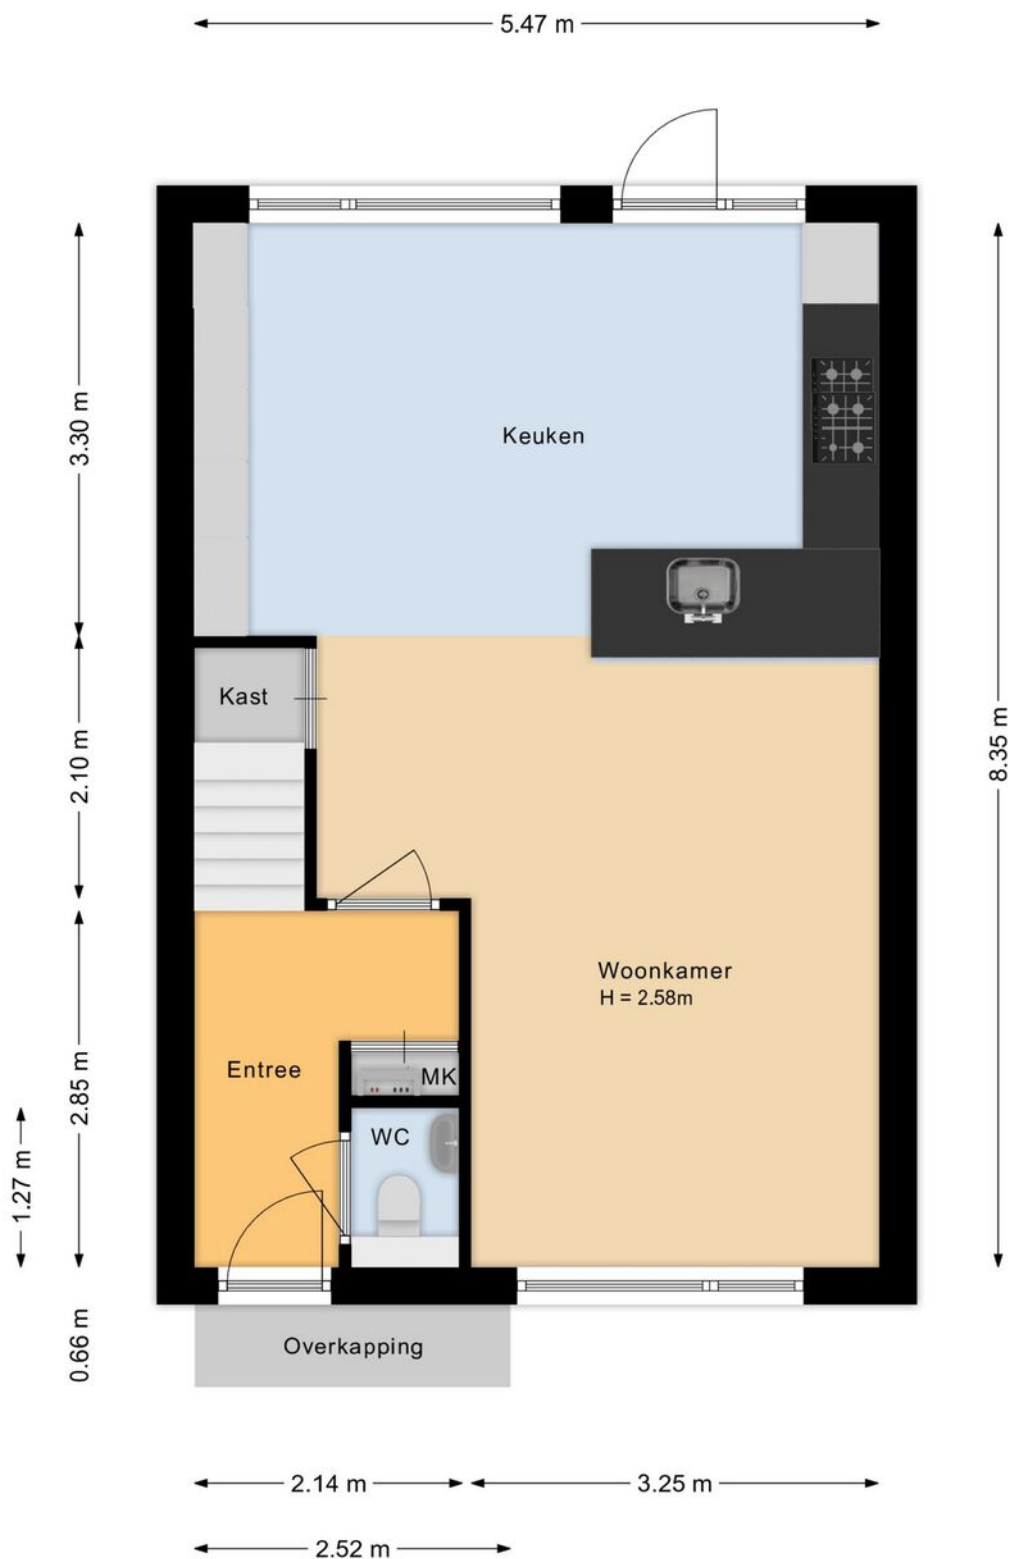 5.47 m
3.30 m
Keuken
Kast
2.10 m
8.35 m
Woonkamer
H = 2.58m
Entree
MK
2.85 m
WC
1.27 m
0.66 m
Overkapping
2.14 m
3.25 m
2.52 m